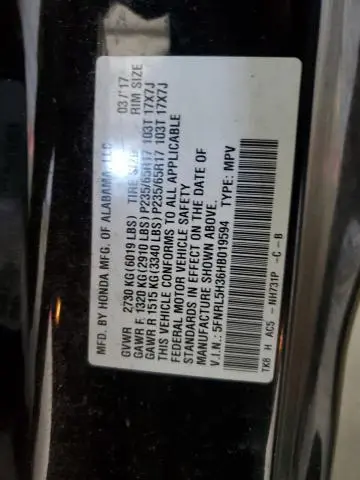 MFD. BY HONDA MFG. OF ALABAMA, LLC. 03/'17
TIRE SIZE RIM SIZE
GVWR 2730 KG(6019 LBS)
GAWR F 1320 KG(2910 LBS) P235/65R17 103T 17X7J
GAWR R 1515 KG(3340 LBS) P235/65R17 103T 17X7J
THIS VEHICLE CONFORMS TO ALL APPLICABLE
FEDERAL MOTOR VEHICLE SAFETY
STANDARDS IN EFFECT ON THE DATE OF
MANUFACTURE SHOWN ABOVE.
V.I.N.: 5FNRL5H36HB019594 TYPE: MPV
TK8 H AC5 - NH731P -C -B